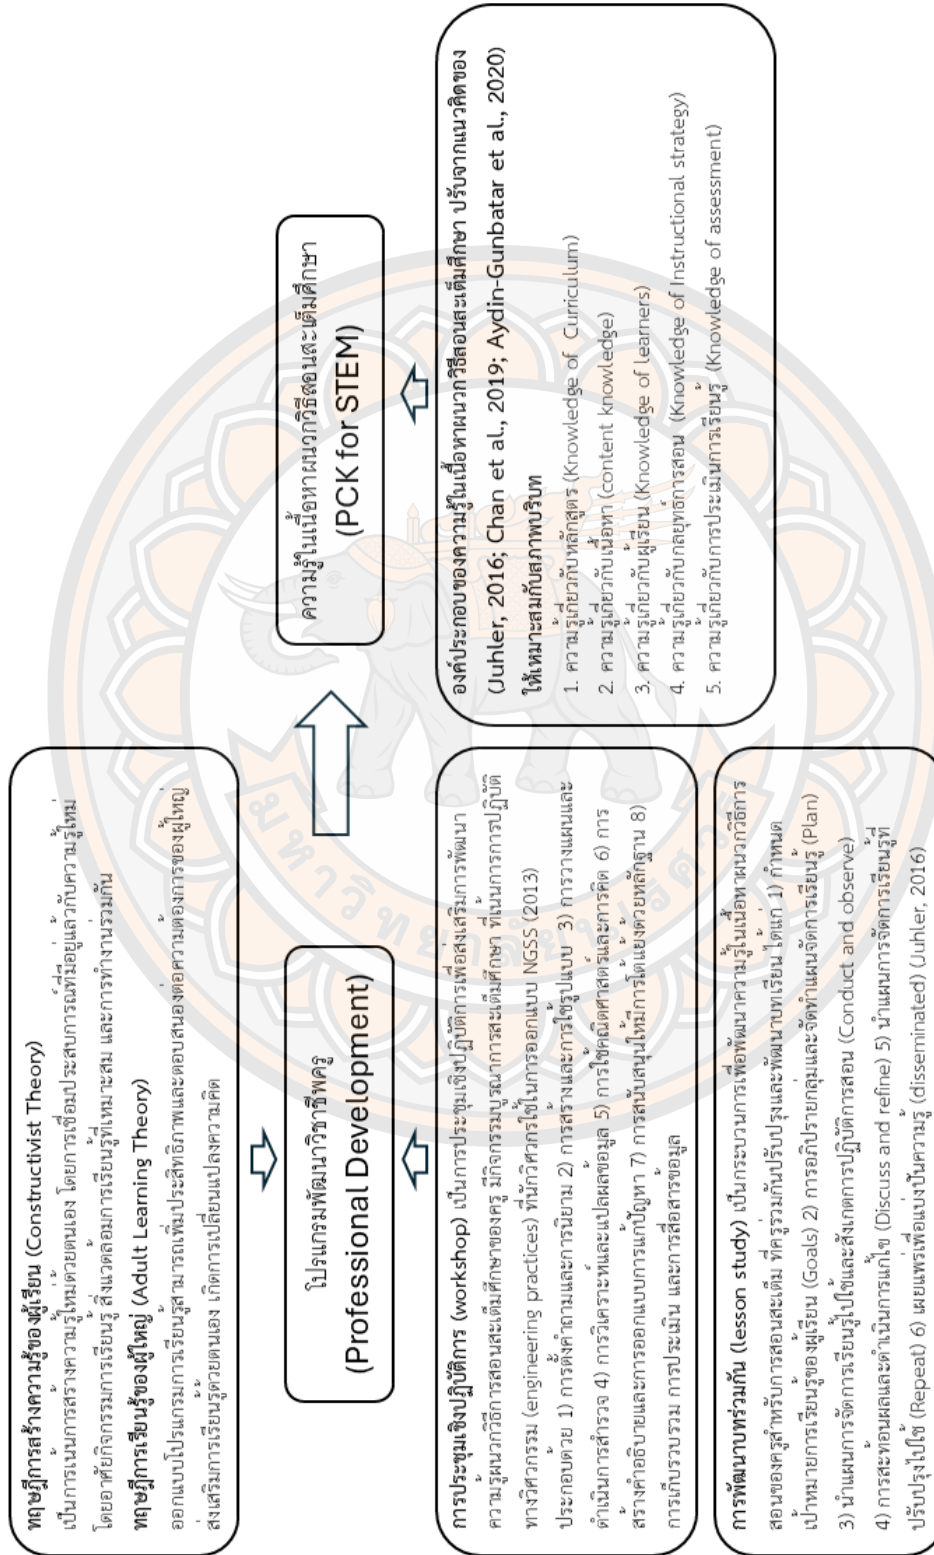 ทฤษฎีการสร้างความรู้ของผู้เรียน (Constructivist Theory)
เป็นการเน้นการสร้างความรู้ใหม่ด้วยตนเอง โดยการเชื่อมประสบการณ์ที่มีอยู่แล้วกับความรู้ใหม่
โดยอาศัยกิจกรรมการเรียนรู้ สิ่งแวดล้อมการเรียนรู้ที่เหมาะสม และการทำงานร่วมกัน
ทฤษฎีการเรียนรู้ของผู้ใหญ่ (Adult Learning Theory)
ออกแบบโปรแกรมการเรียนรู้สามารถเพิ่มประสิทธิภาพและตอบสนองต่อความต้องการของผู้ใหญ่
ส่งเสริมการเรียนรู้ด้วยตนเอง เกิดการเปลี่ยนแปลงความคิด
โปรแกรมพัฒนาวิชาชีพครู
(Professional Development)
การประชุมเชิงปฏิบัติการ (workshop) เป็นการประชุมเชิงปฏิบัติการเพื่อส่งเสริมการพัฒนา
ความรู้ผนวกวิธีการสอนสะเต็มศึกษาของครู มีกิจกรรมบูรณาการสะเต็มศึกษา ที่เน้นการการปฏิบัติ
ทางวิศวกรรม (engineering practices) ที่นักวิศวกรใช้ในการออกแบบ NGSS (2013)
ประกอบด้วย 1) การตั้งคำถามและการนิยาม 2) การสร้างและการใช้รูปแบบ 3) การวางแผนและ
ดำเนินการสำรวจ 4) การวิเคราะห์และแปลผลข้อมูล 5) การใช้คณิตศาสตร์และการคิด 6) การ
สร้างคำอธิบายและการออกแบบการแก้ปัญหา 7) การสนับสนุนให้มีการโต้แย้งด้วยหลักฐาน 8)
การเก็บรวบรวม การประเมิน และการสื่อสารข้อมูล
การพัฒนาบทร่วมกัน (lesson study) เป็นกระบวนการเพื่อพัฒนาความรู้ในเนื้อหาผนวกวิธีการ
สอนของครูสำหรับการสอนสะเต็ม ที่ครูร่วมกันปรับปรุงและพัฒนาบทเรียน ได้แก่ 1) กำหนด
เป้าหมายการเรียนรู้ของผู้เรียน (Goals) 2) การอภิปรายกลุ่มและจัดทำแผนจัดการเรียนรู้ (Plan)
3) นำแผนการจัดการเรียนรู้ไปใช้และสังเกตการปฏิบัติการสอน (Conduct and observe)
4) การสะท้อนผลและดำเนินการแก้ไข (Discuss and refine) 5) นำแผนการจัดการเรียนรู้ที่
ปรับปรุงไปใช้ (Repeat) 6) เผยแพร่เพื่อแบ่งปันความรู้ (disseminated) (Juhler, 2016)
ความรู้ในเนื้อหาผนวกวิธีสอนสะเต็มศึกษา
(PCK for STEM)
องค์ประกอบของความรู้ในเนื้อหาผนวกวิธีสอนสะเต็มศึกษา ปรับจากแนวคิดของ
(Juhler, 2016; Chan et al., 2019; Aydin-Gunbatar et al., 2020)
ให้เหมาะสมกับสภาพบริบท
1. ความรู้เกี่ยวกับหลักสูตร (Knowledge of Curriculum)
2. ความรู้เกี่ยวกับเนื้อหา (content knowledge)
3. ความรู้เกี่ยวกับผู้เรียน (Knowledge of learners)
4. ความรู้เกี่ยวกับกลยุทธ์การสอน (Knowledge of Instructional strategy)
5. ความรู้เกี่ยวกับการประเมินการเรียนรู้ (Knowledge of assessment)
มหาวิทยาลัยนเรศวร